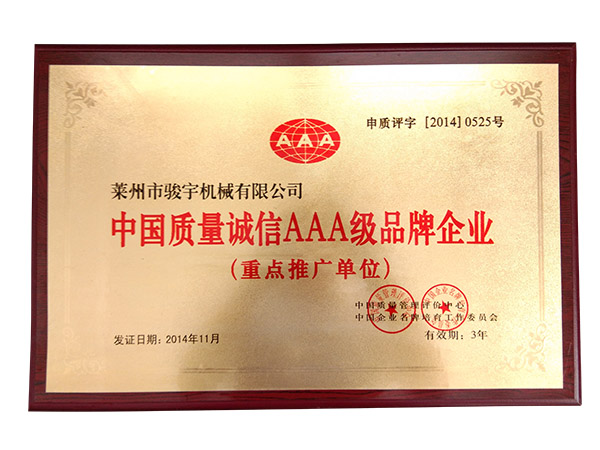 AAA
申质评字 [2014] 0525号
莱州市骏宇机械有限公司
中国质量诚信AAA级品牌企业
(重点推广单位)
中国质量管理评价中心
中国企业名牌培育工作委员会
发证日期: 2014年11月
有效期: 3年